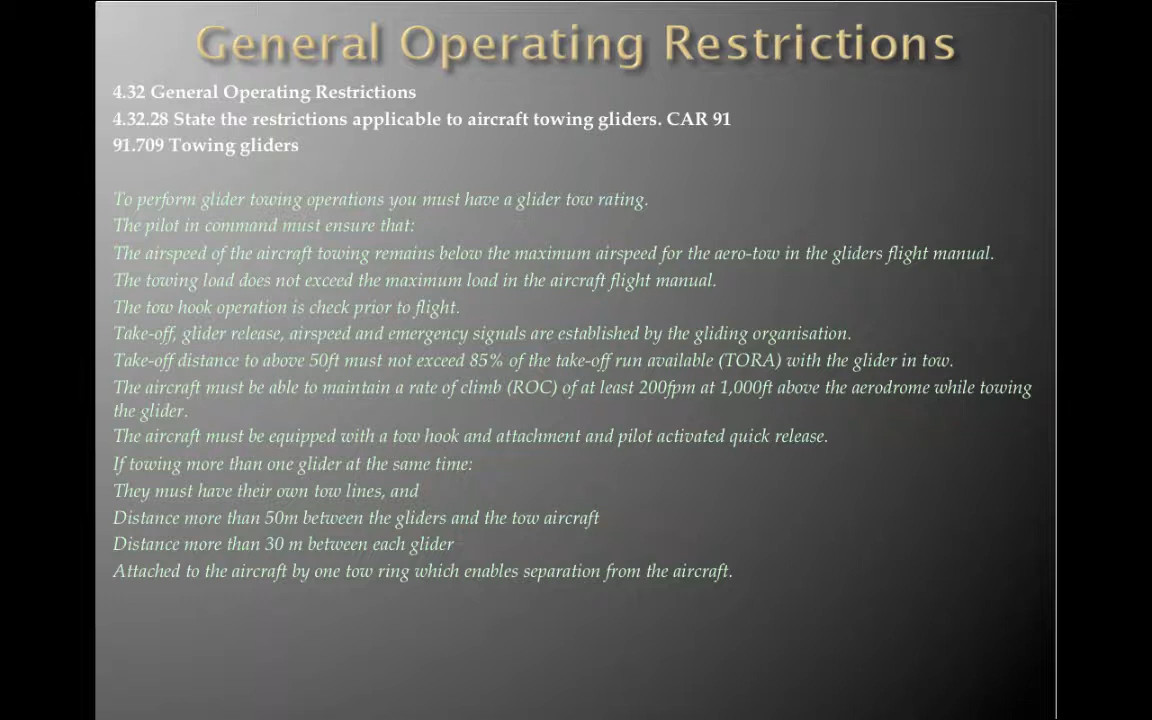 General Operating Restrictions
4.32 General Operating Restrictions
4.32.28 State the restrictions applicable to aircraft towing gliders. CAR 91
91.709 Towing gliders
To perform glider towing operations you must have a glider tow rating.
The pilot in command must ensure that:
The airspeed of the aircraft towing remains below the maximum airspeed for the aero-tow in the gliders flight manual.
The towing load does not exceed the maximum load in the aircraft flight manual.
The tow hook operation is check prior to flight.
Take-off, glider release, airspeed and emergency signals are established by the gliding organisation.
Take-off distance to above 50ft must not exceed 85% of the take-off run available (TORA) with the glider in tow.
The aircraft must be able to maintain a rate of climb (ROC) of at least 200fpm at 1,000ft above the aerodrome while towing
the glider.
The aircraft must be equipped with a tow hook and attachment and pilot activated quick release.
If towing more than one glider at the same time:
They must have their own tow lines, and
Distance more than 50m between the gliders and the tow aircraft
Distance more than 30 m between each glider
Attached to the aircraft by one tow ring which enables separation from the aircraft.